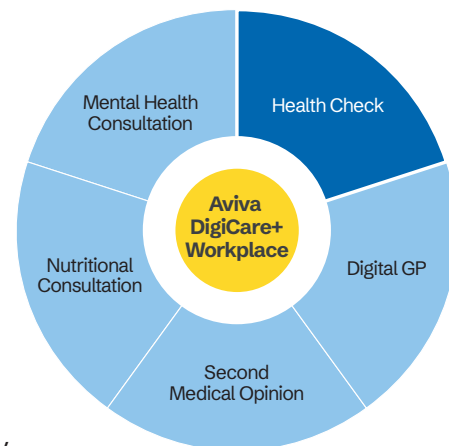 Mental Health
Consultation
Health Check
Aviva
DigiCare+
Workplace
Nutritional
Consultation
Digital GP
Second
Medical Opinion